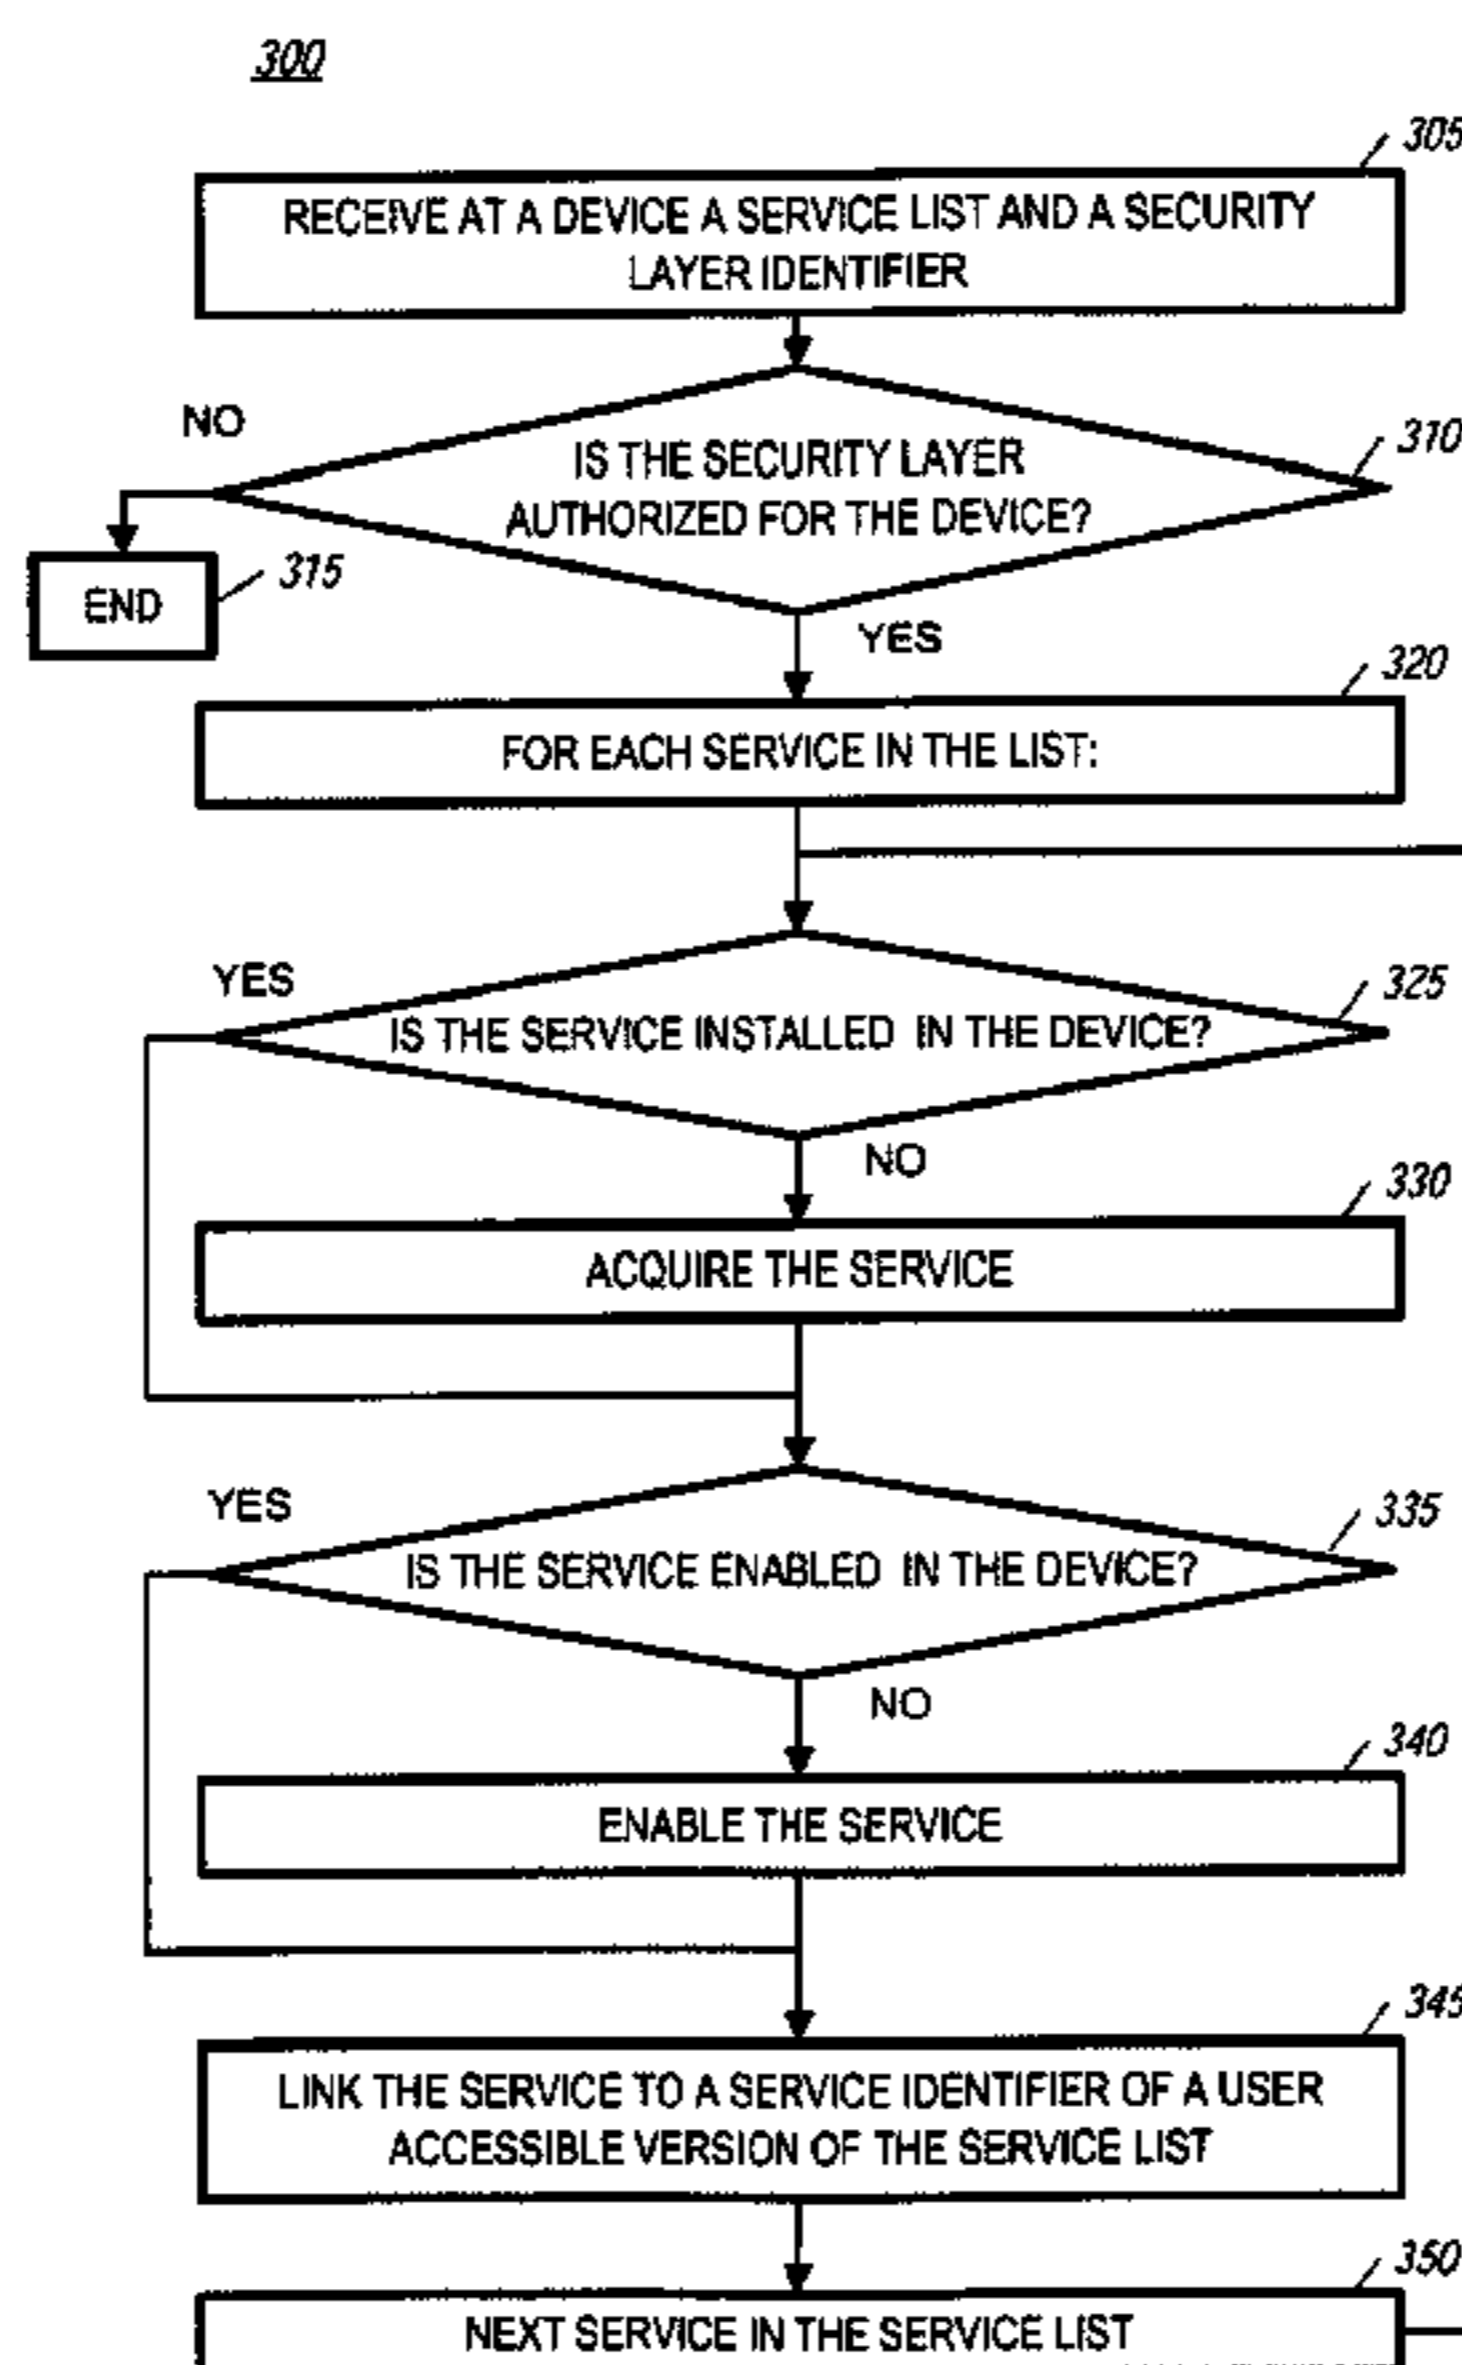 300
305
RECEIVE AT A DEVICE A SERVICE LIST AND A SECURITY
LAYER IDENTIFIER
NO
310
IS THE SECURITY LAYER
AUTHORIZED FOR THE DEVICE?
END
315
YES
320
FOR EACH SERVICE IN THE LIST:
YES
325
IS THE SERVICE INSTALLED IN THE DEVICE?
NO
330
ACQUIRE THE SERVICE
YES
335
IS THE SERVICE ENABLED IN THE DEVICE?
NO
340
ENABLE THE SERVICE
345
LINK THE SERVICE TO A SERVICE IDENTIFIER OF A USER
ACCESSIBLE VERSION OF THE SERVICE LIST
350
NEXT SERVICE IN THE SERVICE LIST